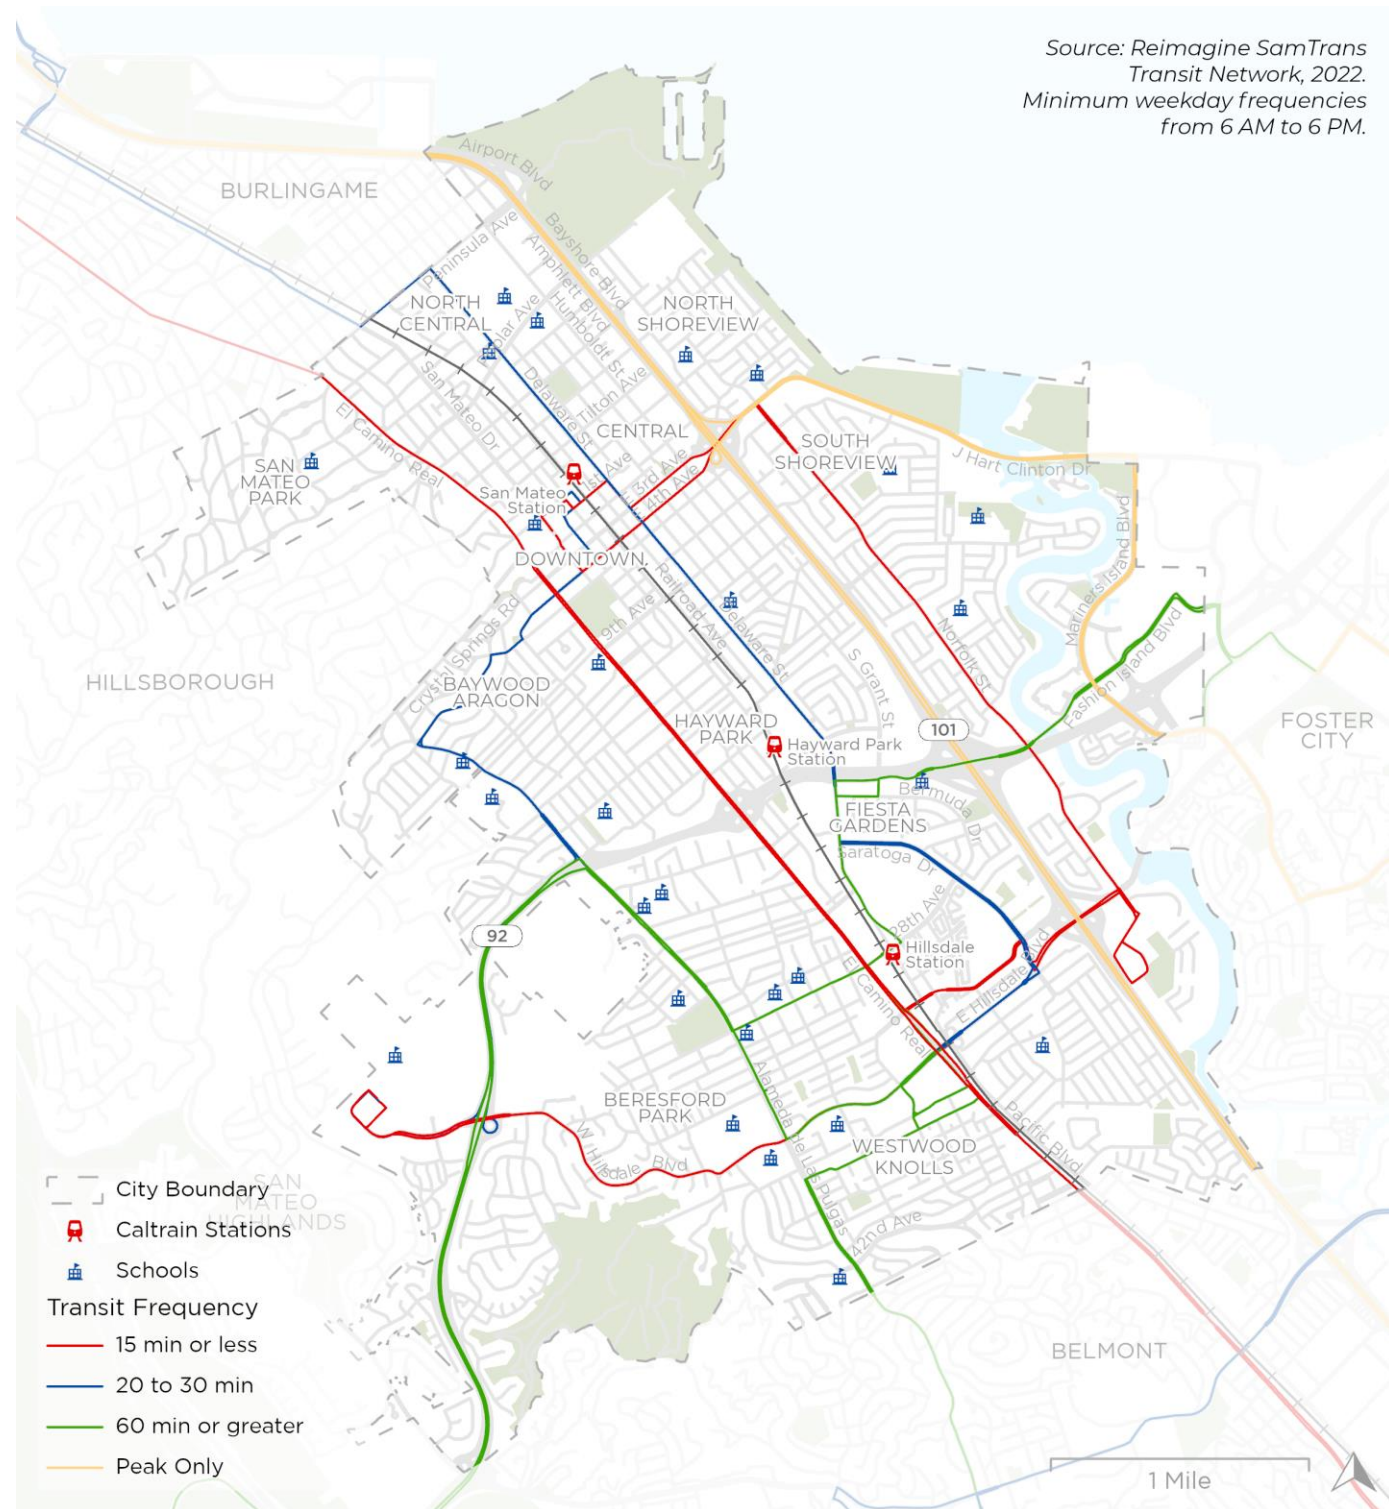 Source: Reimagine SamTrans
Transit Network, 2022.
Minimum weekday frequencies
from 6 AM to 6 PM.
Airport Blvd
BURLINGAME
Bayshore Blvd
Peninsula Ave
Amphlett Blvd
NORTH
CENTRAL
Humboldt St
NORTH
SHOREVIEW
San Mateo Dr
Delaware St
Tilton Ave
El Camino Real
CENTRAL
SOUTH
SHOREVIEW
J Hart Clinton Dr
SAN
MATEO
PARK
San Mateo
Station
3rd Ave
4th Ave
Mariners Island Blvd
DOWNTOWN
Railroad Ave
9th Ave
Delaware St
Crystal Springs Rd
Norfolk St
S Grant St
Fashion Island Blvd
HILLSBOROUGH
BAYWOOD
ARAGON
HAYWARD
PARK
Hayward Park
Station
101
FOSTER
CITY
Bermuda Dr
FIESTA
GARDENS
Saratoga Dr
28th Ave
92
Hillsdale
Station
El Camino Real
E Hillsdale Blvd
BERESFORD
PARK
Alameda de Las Pulgas
W Hillsdale Blvd
WESTWOOD
KNOLLS
Pacific Blvd
42nd Ave
SAN
MATEO
HIGHLANDS
BELMONT
City Boundary
Caltrain Stations
Schools
Transit Frequency
15 min or less
20 to 30 min
60 min or greater
Peak Only
1 Mile